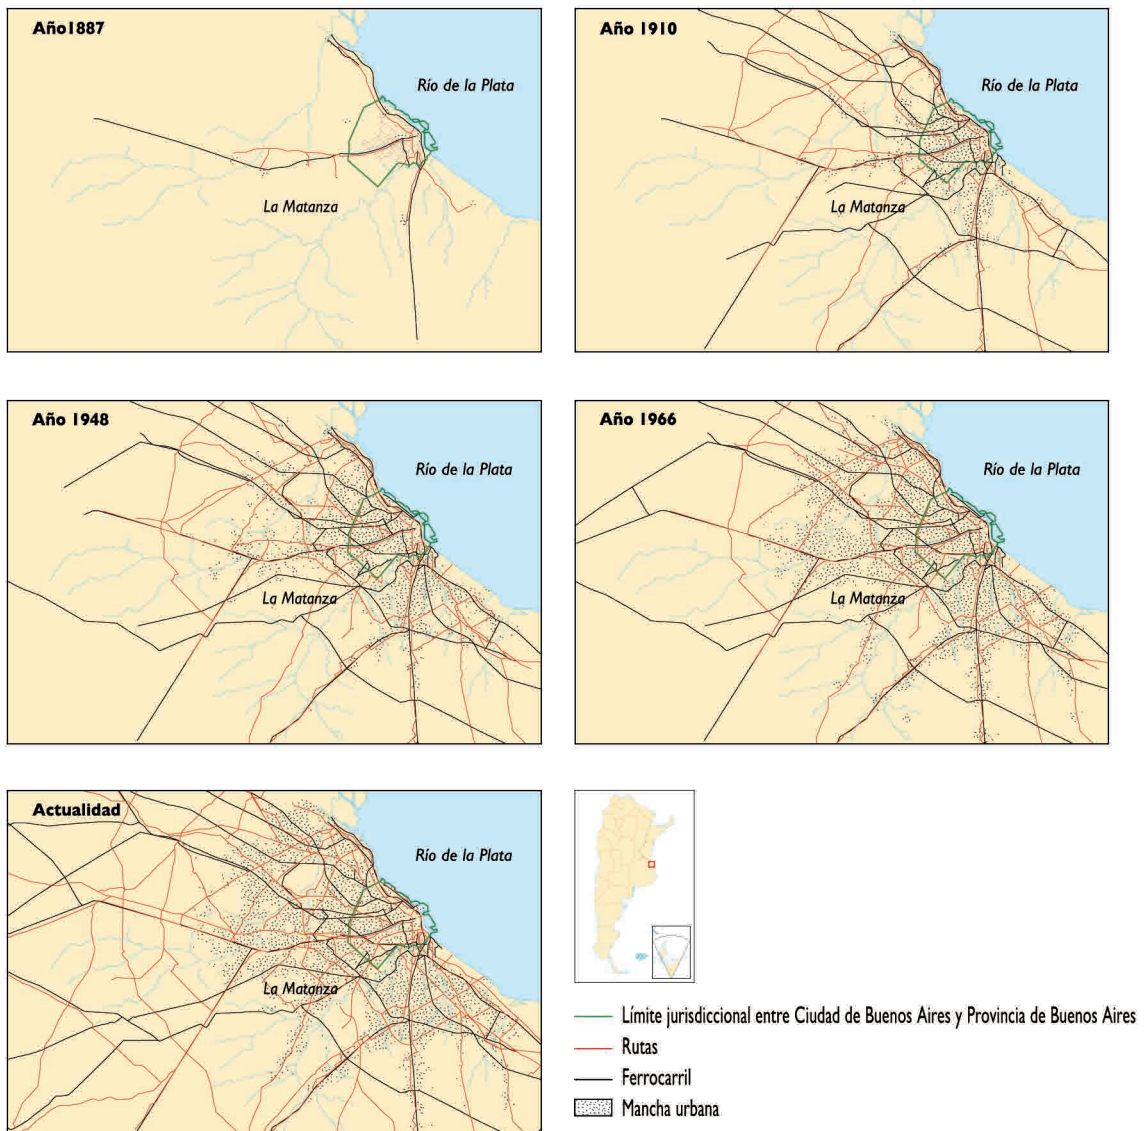 Año1887
Río de la Plata
La Matanza
Año 1910
Río de la Plata
La Matanza
Año 1948
Río de la Plata
La Matanza
Año 1966
Río de la Plata
La Matanza
Actualidad
Río de la Plata
La Matanza
Límite jurisdiccional entre Ciudad de Buenos Aires y Provincia de Buenos Aires
Rutas
Ferrocarril
Mancha urbana